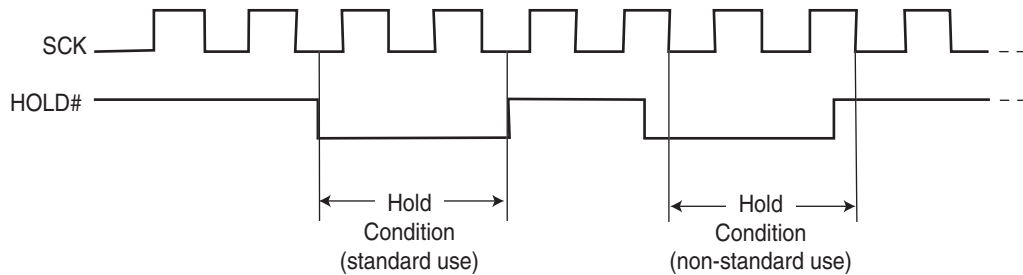 SCK
HOLD#
Hold
Condition
(standard use)
Hold
Condition
(non-standard use)